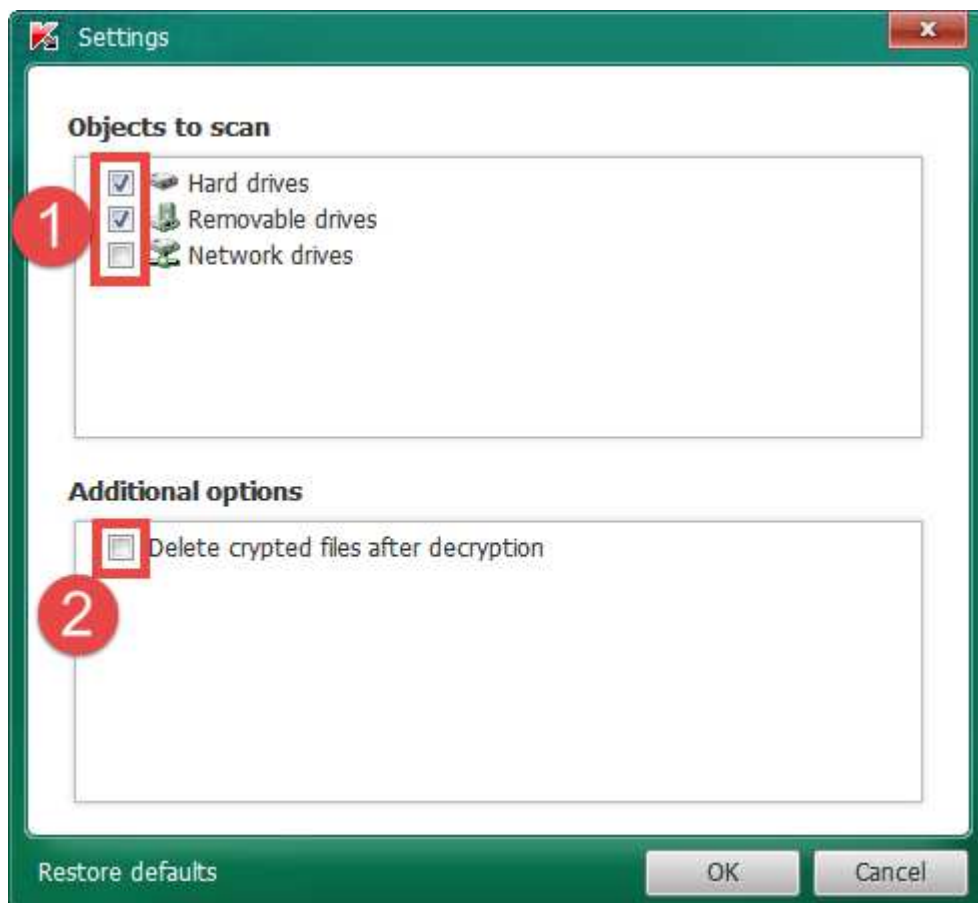 Settings
Objects to scan
1
Hard drives
Removable drives
Network drives
Additional options
Delete crypted files after decryption
2
Restore defaults
OK
Cancel